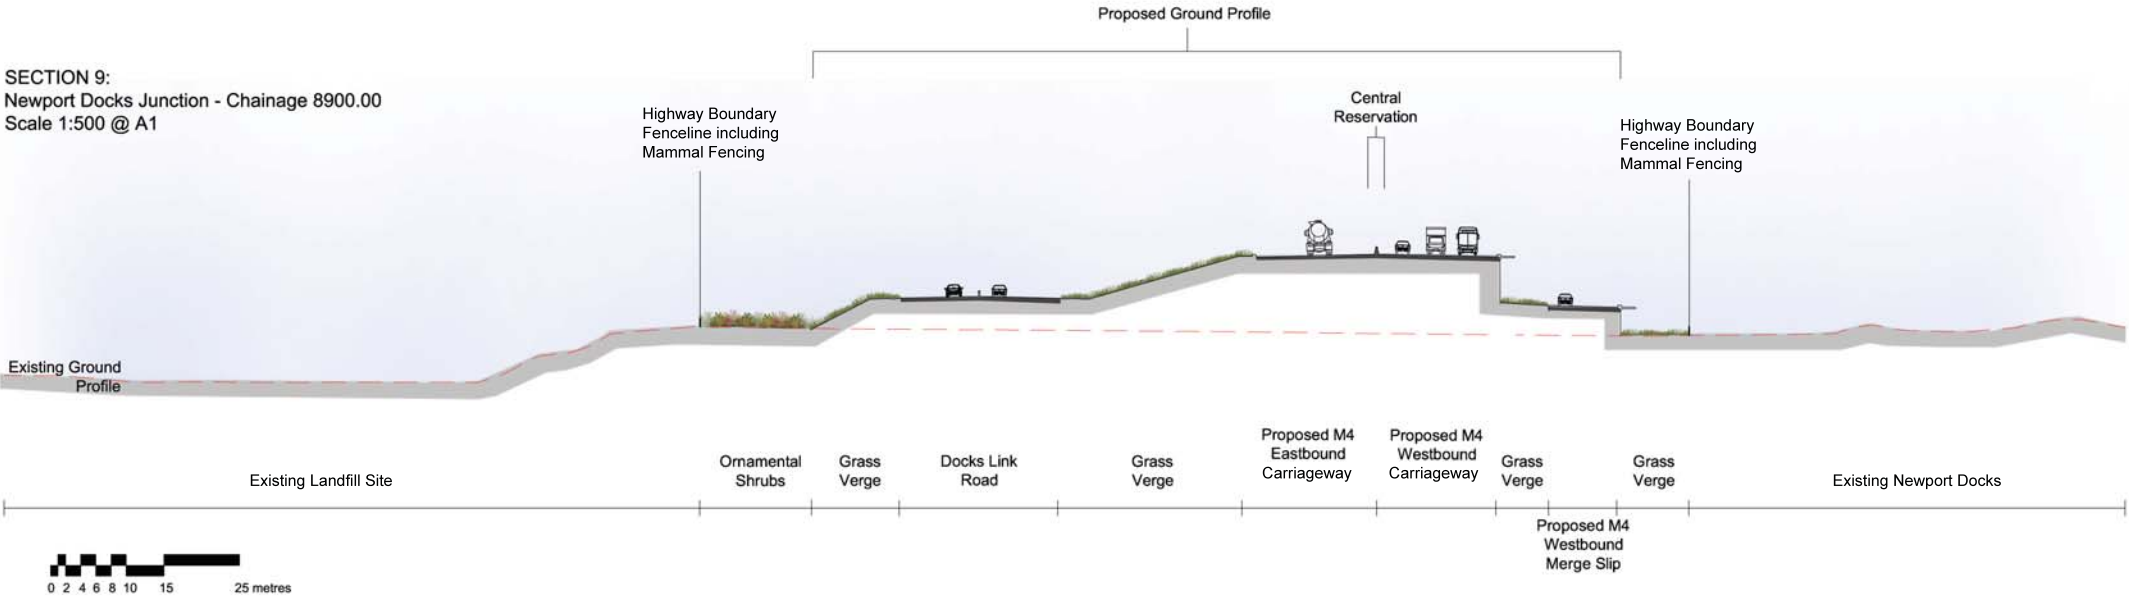 Proposed Ground Profile
SECTION 9:
Newport Docks Junction - Chainage 8900.00
Scale 1:500 @ A1
Highway Boundary
Fenceline including
Mammal Fencing
Central
Reservation
Highway Boundary
Fenceline including
Mammal Fencing
Existing Ground
Profile
Existing Landfill Site
Ornamental
Shrubs
Grass
Verge
Docks Link
Road
Grass
Verge
Proposed M4
Eastbound
Carriageway
Proposed M4
Westbound
Carriageway
Grass
Verge
Proposed M4
Westbound
Merge Slip
Grass
Verge
Existing Newport Docks
0 2 4 6 8 10 15 25 metres